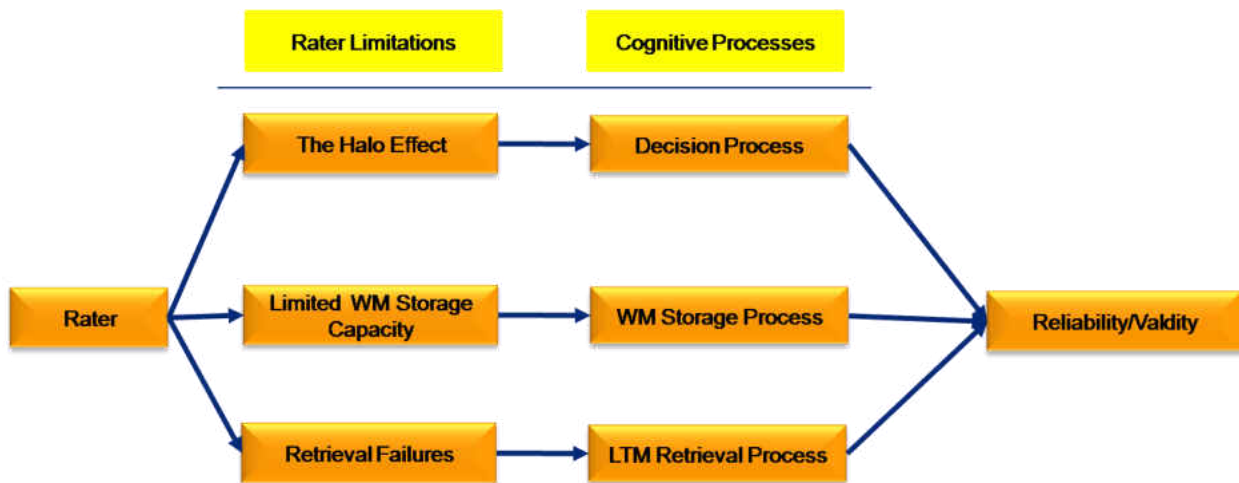 Rater Limitations
Cognitive Processes
The Halo Effect
Decision Process
Rater
Limited WM Storage
Capacity
WM Storage Process
Reliability/Valdity
Retrieval Failures
LTM Retrieval Process